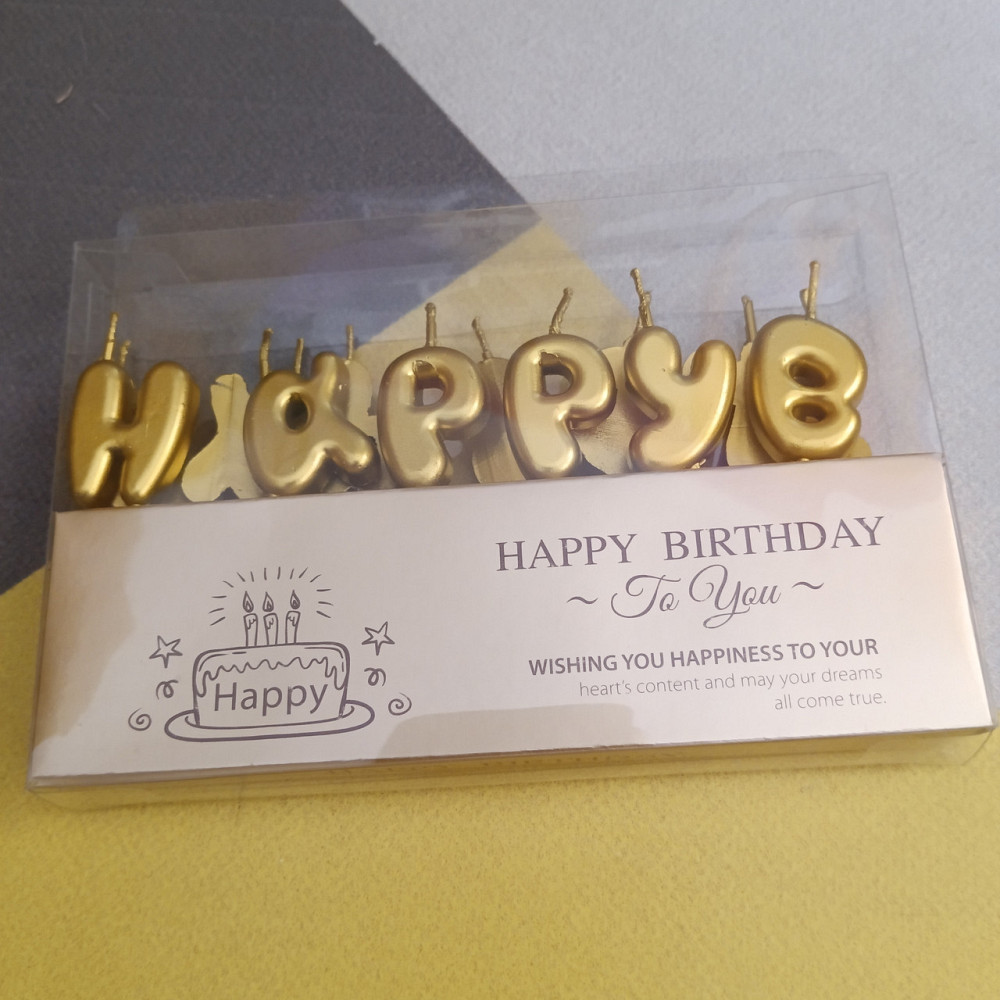 HaPPyB
HAPPY BIRTHDAY
~ To You ~
WISHiNG YOU HAPPINESS TO YOUR
heart's content and may your dreams
all come true.
Happy